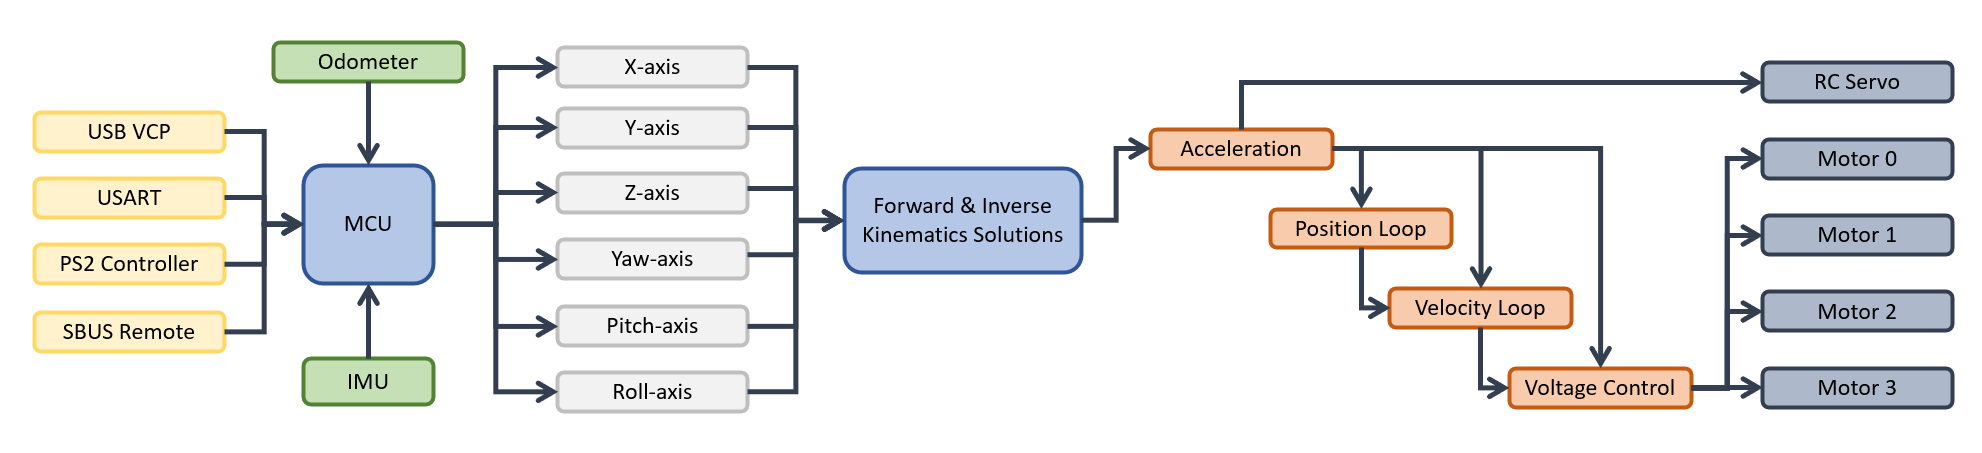 Odometer
USB VCP
USART
PS2 Controller
SBUS Remote
MCU
IMU
X-axis
Y-axis
Z-axis
Yaw-axis
Pitch-axis
Roll-axis
Forward & Inverse
Kinematics Solutions
Acceleration
Position Loop
Velocity Loop
Voltage Control
RC Servo
Motor 0
Motor 1
Motor 2
Motor 3